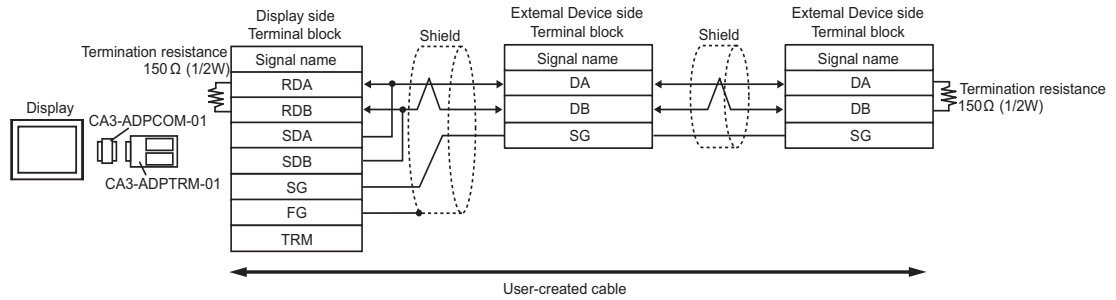 Display side
Terminal block
Shield
External Device side
Terminal block
Shield
External Device side
Terminal block
Termination resistance
150 Ω (1/2W)
Signal name
RDA
RDB
SDA
SDB
SG
FG
TRM
Signal name
DA
DB
SG
Signal name
DA
DB
SG
Termination resistance
150Ω (1/2W)
Display
CA3-ADPCOM-01
CA3-ADPTRM-01
User-created cable